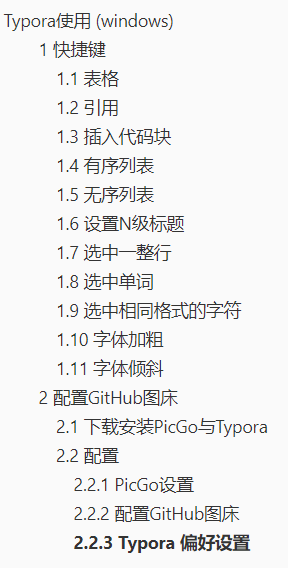 Typora使用 (windows)
1 快捷键
1.1 表格
1.2 引用
1.3 插入代码块
1.4 有序列表
1.5 无序列表
1.6 设置N级标题
1.7 选中一整行
1.8 选中单词
1.9 选中相同格式的字符
1.10 字体加粗
1.11 字体倾斜
2 配置GitHub图床
2.1 下载安装PicGo与Typora
2.2 配置
2.2.1 PicGo设置
2.2.2 配置GitHub图床
2.2.3 Typora 偏好设置